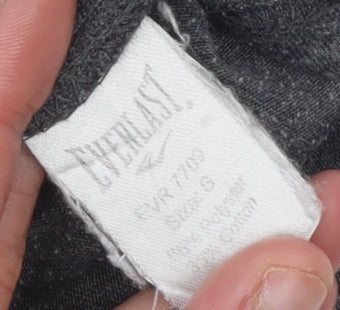 EVERLAST
EVR 7709
Size: S
Polyester
Cotton